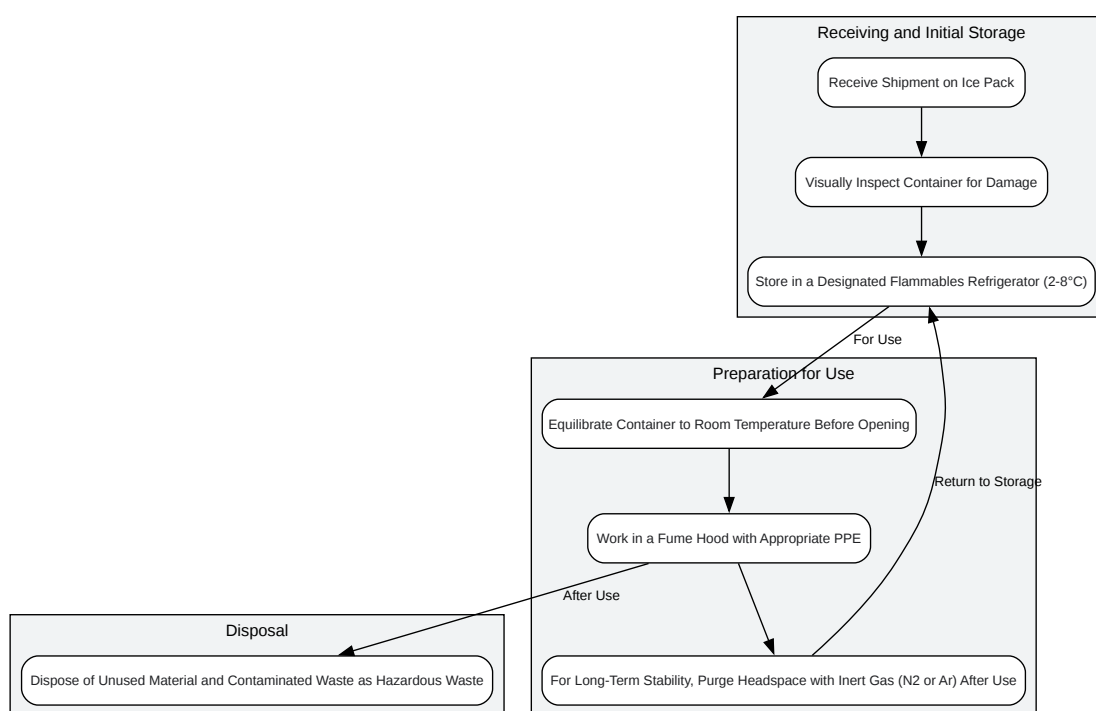 Receiving and Initial Storage
Receive Shipment on Ice Pack
Visually Inspect Container for Damage
Store in a Designated Flammables Refrigerator (2-8°C)
For Use
Preparation for Use
Equilibrate Container to Room Temperature Before Opening
Return to Storage
Work in a Fume Hood with Appropriate PPE
After Use
Disposal
Dispose of Unused Material and Contaminated Waste as Hazardous Waste
For Long-Term Stability, Purge Headspace with Inert Gas (N2 or Ar) After Use